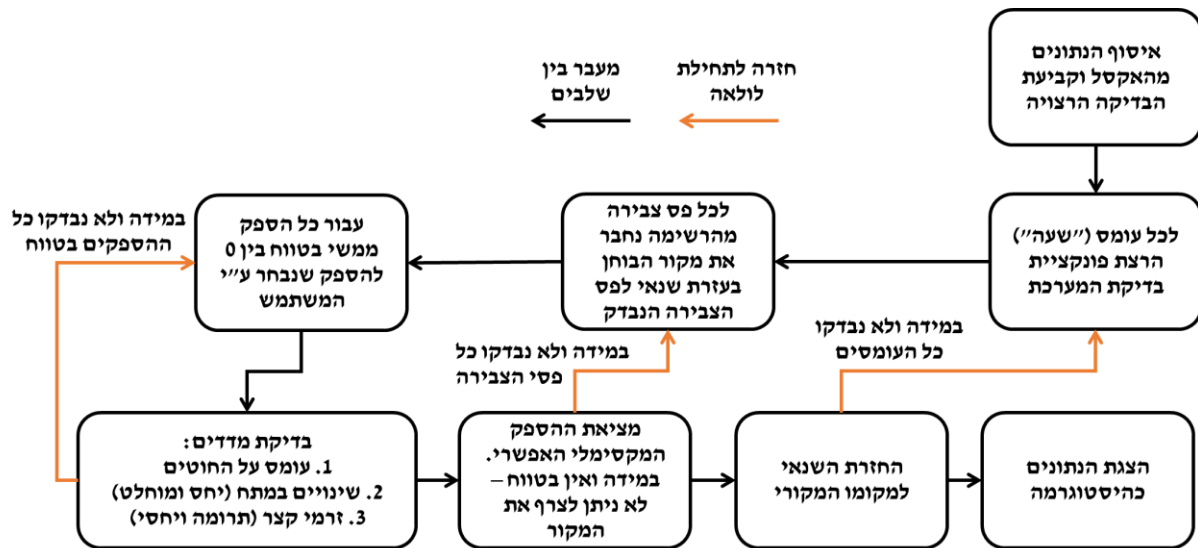 איסוף הנתונים
מהאקסל וקביעת
הבדיקה הרצויה
חזרה לתחילת
לולאה
מעבר בין
שלבים
לכל עומס ("שעה")
הרצת פונקציית
בדיקת המערכת
לכל פס צבירה
מהרשימה נחבר
את מקור הבוחן
בעזרת שנאי לפס
הצבירה הנבדק
עבור כל הספק
ממשי בטווח בין 0
להספק שנבחר ע"י
המשתמש
במידה ולא נבדקו כל
ההספקים בטווח
בדיקת מדדים:
1. עומס על החוטים
2. שינויים במתח (יחס ומוחלט)
3. זרמי קצר (תרומה ויחסי)
במידה ולא נבדקו כל
פסי הצבירה
מציאת ההספק
המקסימלי האפשרי.
במידה ואין בטווח –
לא ניתן לצרף את
המקור
במידה ולא נבדקו
כל העומסים
החזרת השנאי
למקומו המקורי
הצגת הנתונים
כהיסטוגרמה